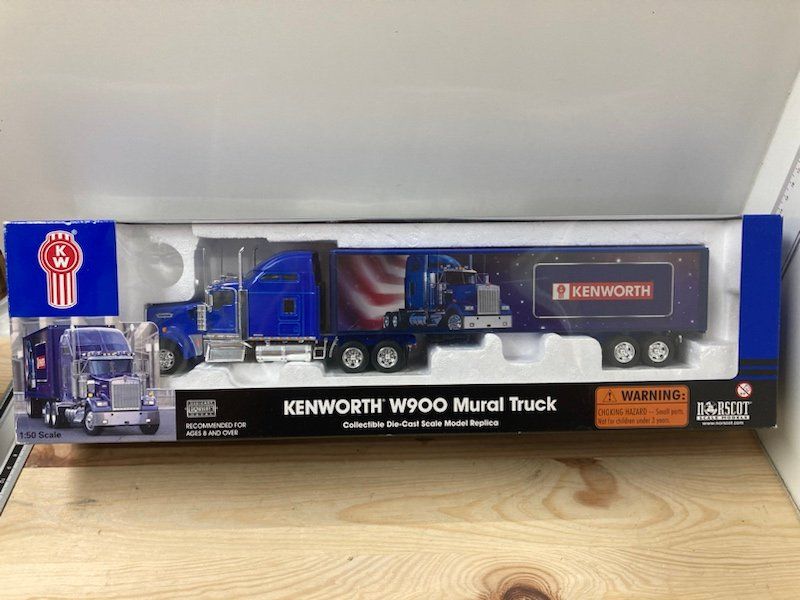 KW
®
KENWORTH
1:50 Scale
RECOMMENDED FOR
AGES 8 AND OVER
KENWORTH® W900 Mural Truck
Collectible Die-Cast Scale Model Replica
WARNING:
CHOKING HAZARD -- Small parts.
Not for children under 3 years.
NORSCOT
SCALE MODELS
www.norscot.com